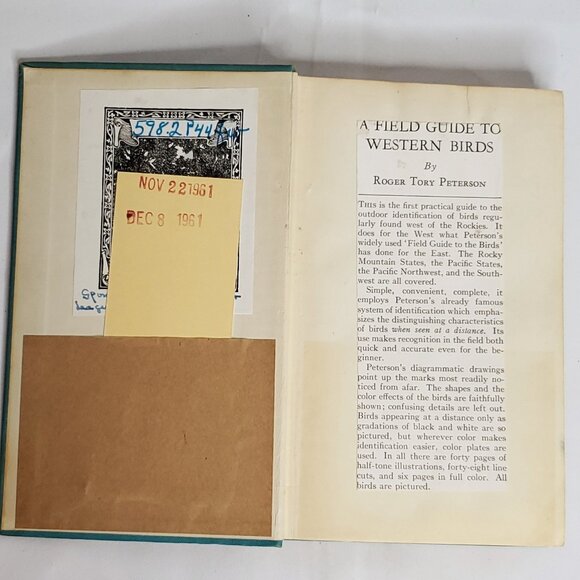 598.2 P44
NOV 22 1961
DEC 8 1961
A FIELD GUIDE TO
WESTERN BIRDS
By
ROGER TORY PETERSON
THIS is the first practical guide to the
outdoor identification of birds regu-
larly found west of the Rockies. It
does for the West what Peterson's
widely used 'Field Guide to the Birds'
has done for the East. The Rocky
Mountain States, the Pacific States,
the Pacific Northwest, and the South-
west are all covered.
Simple, convenient, complete, it
employs Peterson's already famous
system of identification which empha-
sizes the distinguishing characteristics
of birds when seen at a distance. Its
use makes recognition in the field both
quick and accurate even for the be-
ginner.
Peterson's diagrammatic drawings
point up the marks most readily no-
ticed from afar. The shapes and the
color effects of the birds are faithfully
shown; confusing details are left out.
Birds appearing at a distance only as
gradations of black and white are so
pictured, but wherever color makes
identification easier, color plates are
used. In all there are forty pages of
half-tone illustrations, forty-eight line
cuts, and six pages in full color. All
birds are pictured.